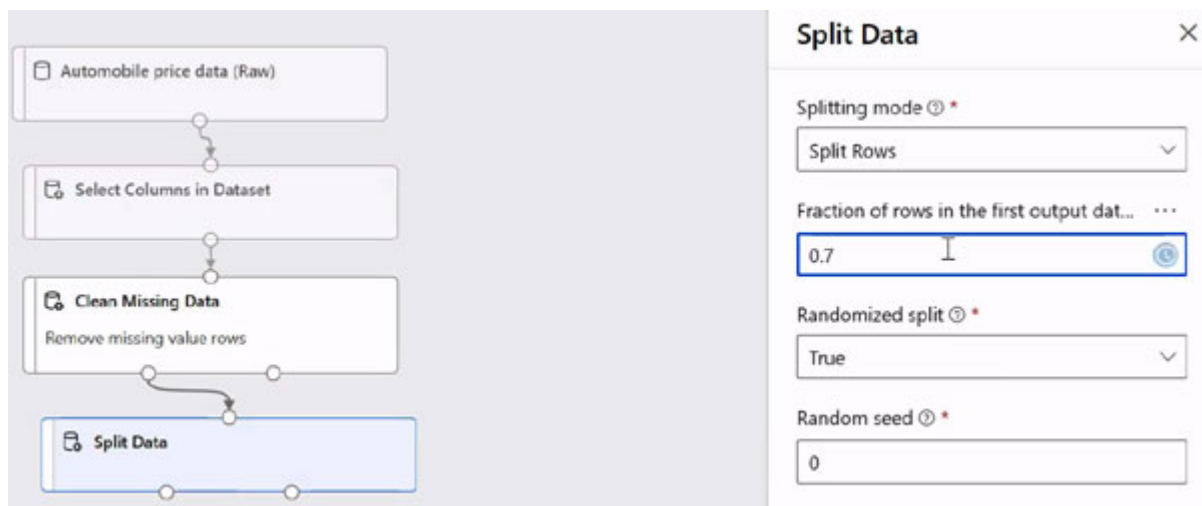 Automobile price data (Raw)
Select Columns in Dataset
Clean Missing Data
Remove missing value rows
Split Data
Split Data
Splitting mode *
Split Rows
Fraction of rows in the first output dat... ...
0.7
Randomized split *
True
Random seed *
0